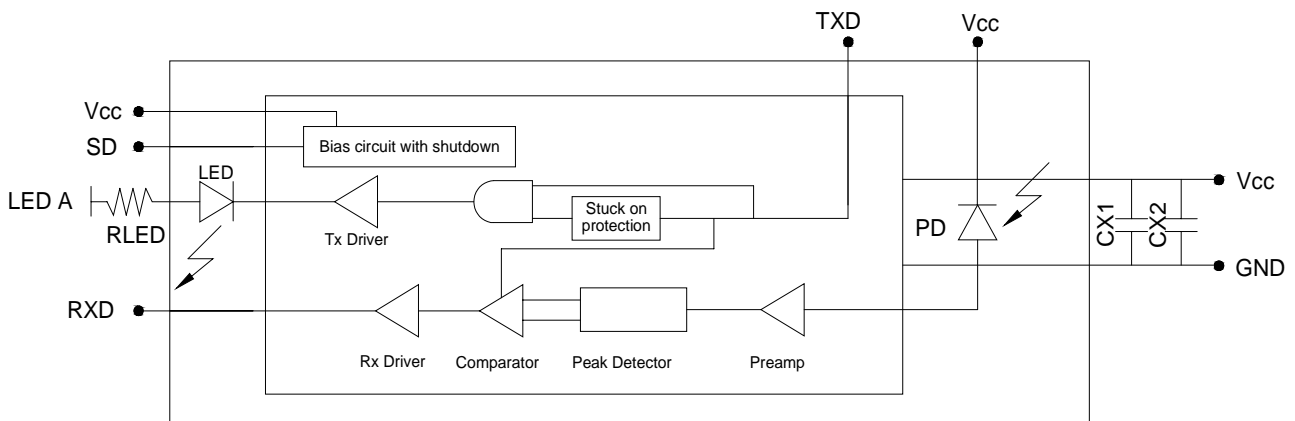 TXD
Vcc
Vcc
SD
Bias circuit with shutdown
LED
LED A
RLED
Tx Driver
Stuck on
protection
PD
CX1
CX2
Vcc
GND
RXD
Rx Driver
Comparator
Peak Detector
Preamp